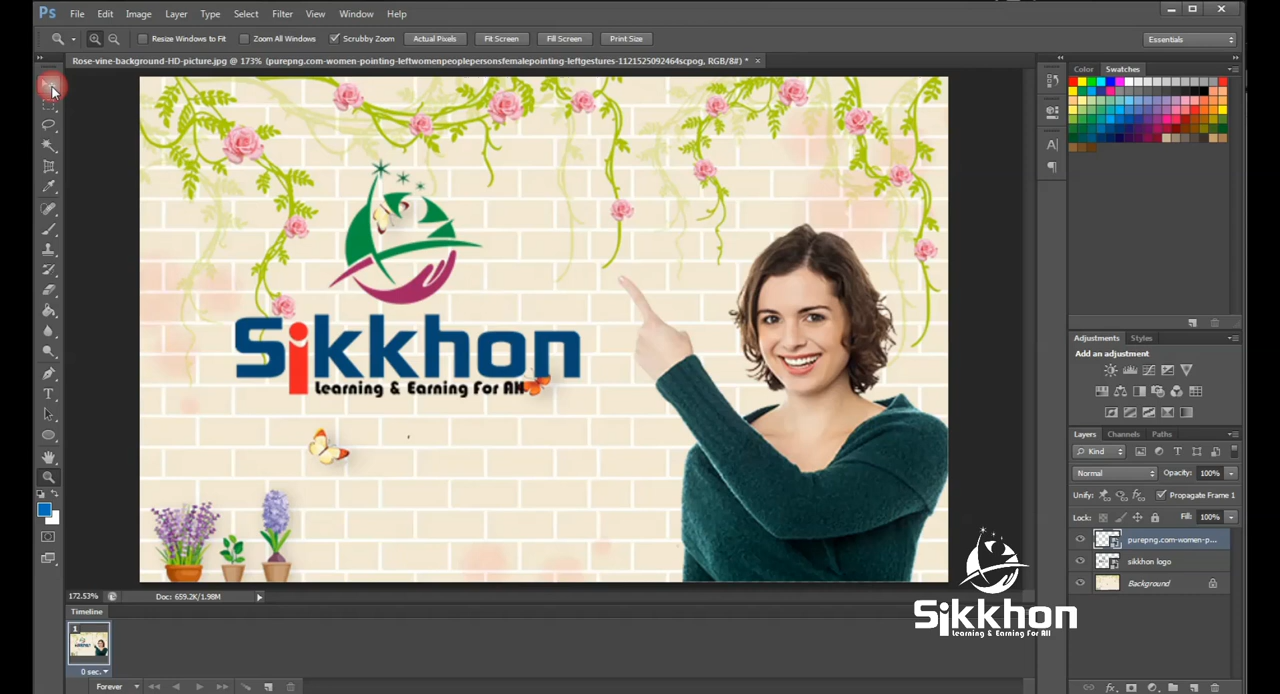 Ps File Edit Image Layer Type Select Filter View Window Help
Resize Windows to Fit Zoom All Windows Scrubby Zoom Actual Pixels Fit Screen Fill Screen Print Size Essentials
Rose-vine-background-HD-picture.jpg @ 173% (purepng.com-women-pointing-leftwomenpeoplepersonsfemalepointing-leftgestures-1121525092464scpog, RGB/8#) * ×
Color Swatches
Sikkhon
Learning & Earning For All
Adjustments Styles
Add an adjustment
Layers Channels Paths
Kind
Normal Opacity: 100%
Unify: Propagate Frame 1
Lock: Fill: 100%
purepng.com-women-p...
sikkhon logo
Background
172.53% Doc: 659.2K/1.98M
Timeline
1
0 sec.
Forever
Sikkhon
Learning & Earning For All